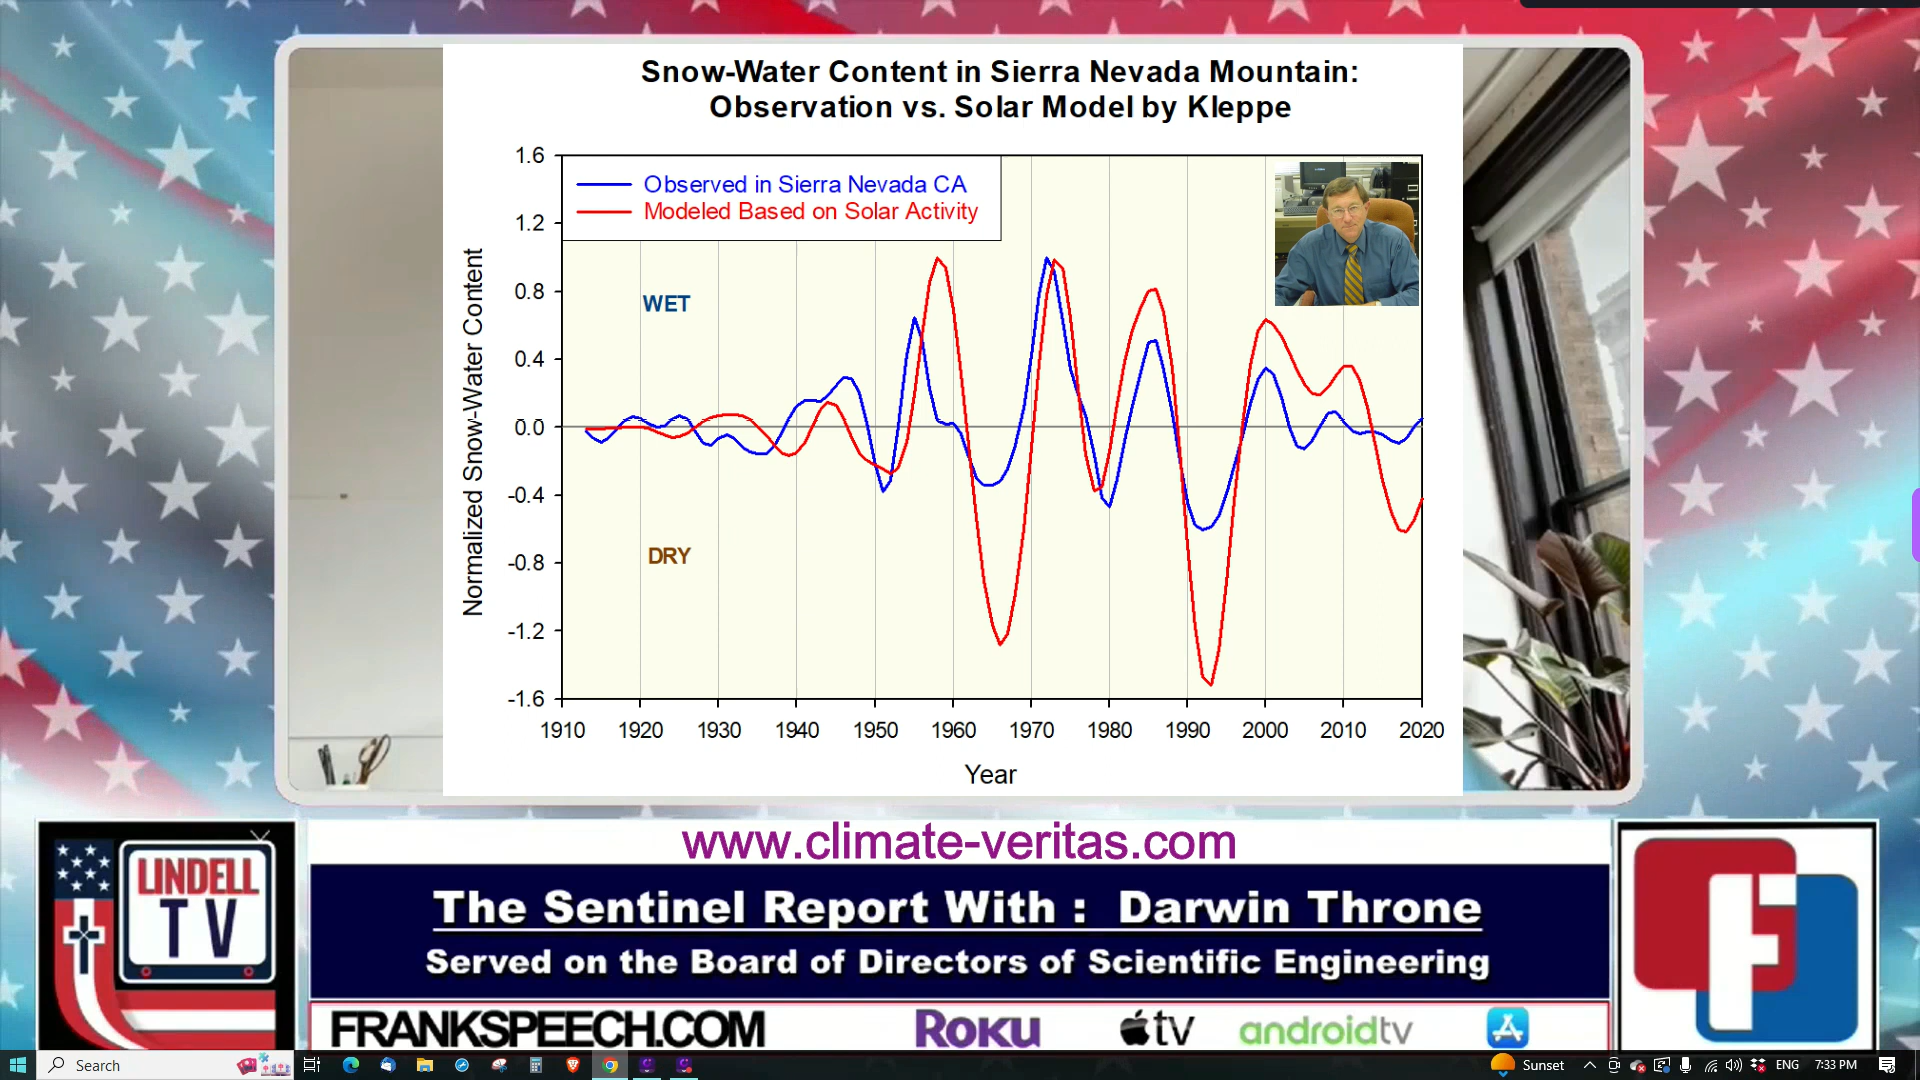 Snow-Water Content in Sierra Nevada Mountain:
Observation vs. Solar Model by Kleppe
Normalized Snow-Water Content
1.6
1.2
0.8
0.4
0.0
-0.4
-0.8
-1.2
-1.6
Observed in Sierra Nevada CA
Modeled Based on Solar Activity
WET
DRY
1910 1920 1930 1940 1950 1960 1970 1980 1990 2000 2010 2020
Year
www.climate-veritas.com
LINDELL
TV
The Sentinel Report With : Darwin Throne
Served on the Board of Directors of Scientific Engineering
FRANKSPEECH.COM ROKU tv androidtv
Search
Sunset
ENG
7:33 PM